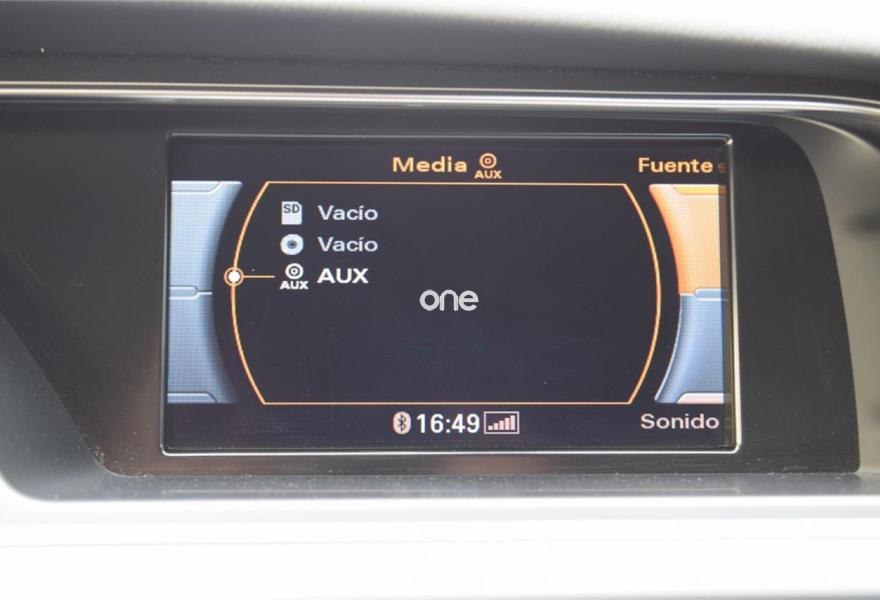 Media AUX
Fuente
SD Vacío
Vacío
AUX AUX
one
16:49
Sonido